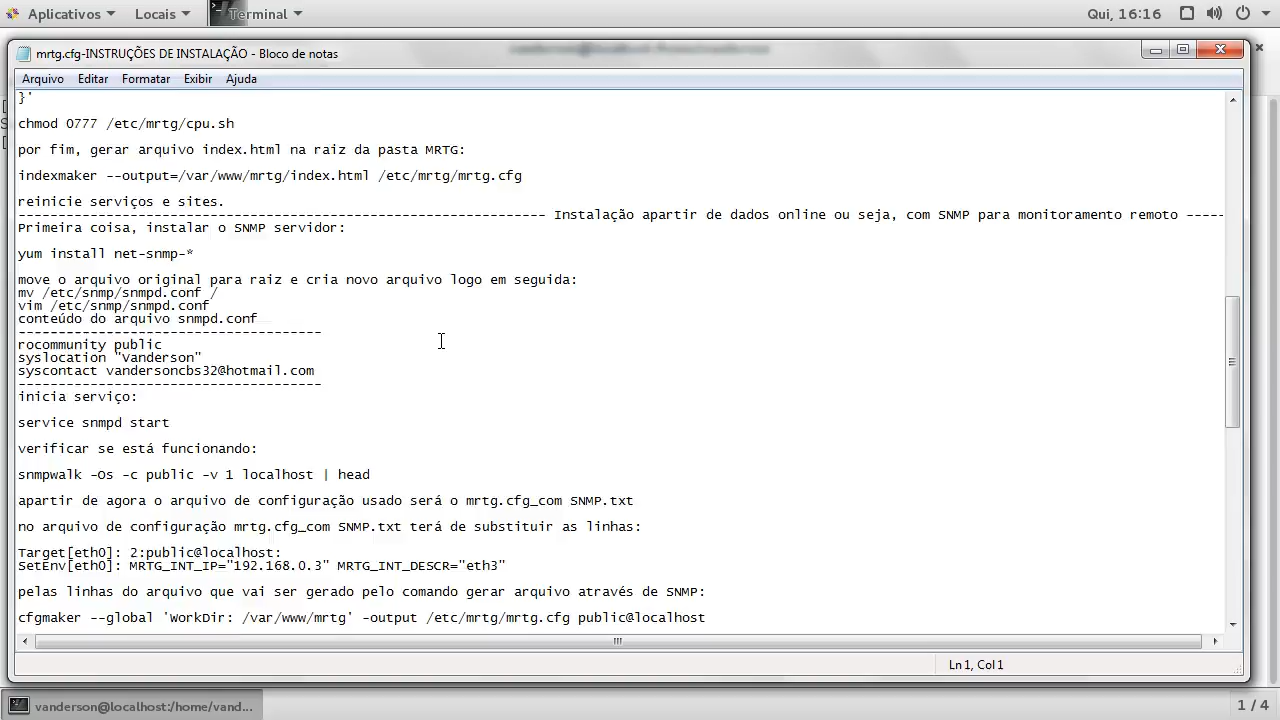 Aplicativos Locais Terminal Qui, 16:16
mrtg.cfg-INSTRUÇÕES DE INSTALAÇÃO - Bloco de notas
Arquivo Editar Formatar Exibir Ajuda
}'
chmod 0777 /etc/mrtg/cpu.sh
por fim, gerar arquivo index.html na raiz da pasta MRTG:
indexmaker --output=/var/www/mrtg/index.html /etc/mrtg/mrtg.cfg
reinicie serviços e sites.
------------------------------------------------------------------ Instalação apartir de dados online ou seja, com SNMP para monitoramento remoto -----
Primeira coisa, instalar o SNMP servidor:
yum install net-snmp-*
move o arquivo original para raiz e cria novo arquivo logo em seguida:
mv /etc/snmp/snmpd.conf /
vim /etc/snmp/snmpd.conf
conteúdo do arquivo snmpd.conf
--------------------------------------
rocommunity public
syslocation "vanderson"
syscontact vandersoncbs32@hotmail.com
--------------------------------------
inicia serviço:
service snmpd start
verificar se está funcionando:
snmpwalk -Os -c public -v 1 localhost | head
apartir de agora o arquivo de configuração usado será o mrtg.cfg_com SNMP.txt
no arquivo de configuração mrtg.cfg_com SNMP.txt terá de substituir as linhas:
Target[eth0]: 2:public@localhost:
SetEnv[eth0]: MRTG_INT_IP="192.168.0.3" MRTG_INT_DESCR="eth3"
pelas linhas do arquivo que vai ser gerado pelo comando gerar arquivo através de SNMP:
cfgmaker --global 'WorkDir: /var/www/mrtg' -output /etc/mrtg/mrtg.cfg public@localhost
Ln 1, Col 1
vanderson@localhost:/home/vand... 1 / 4